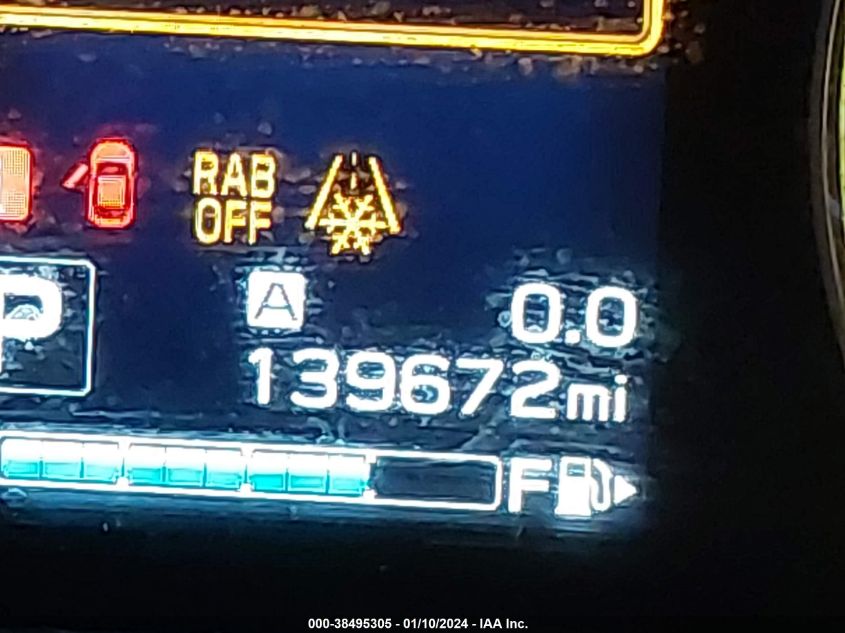 RAB
OFF
P
A
0.0
139672mi
F
000-38495305 - 01/10/2024 - IAA Inc.